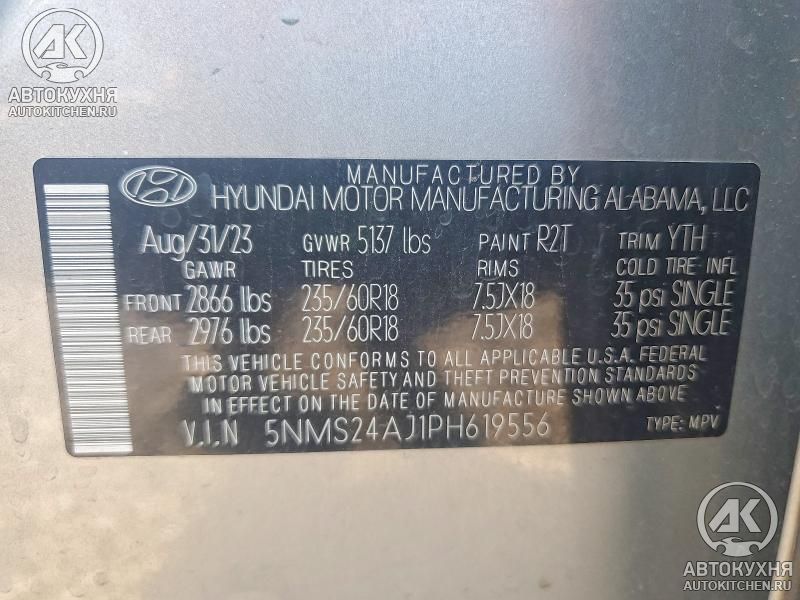 AK
АВТОКУХНЯ
AUTOKITCHEN.RU
MANUFACTURED BY
HYUNDAI MOTOR MANUFACTURING ALABAMA, LLC
Aug/31/23 GVWR 5137 lbs PAINT R2T TRIM YTH
GAWR TIRES RIMS COLD TIRE INFL
FRONT 2866 lbs 235/60R18 7.5JX18 35 psi SINGLE
REAR 2976 lbs 235/60R18 7.5JX18 35 psi SINGLE
THIS VEHICLE CONFORMS TO ALL APPLICABLE U.S.A. FEDERAL
MOTOR VEHICLE SAFETY AND THEFT PREVENTION STANDARDS
IN EFFECT ON THE DATE OF MANUFACTURE SHOWN ABOVE
V.I.N 5NMS24AJ1PH619556 TYPE: MPV
AK
АВТОКУХНЯ
AUTOKITCHEN.RU